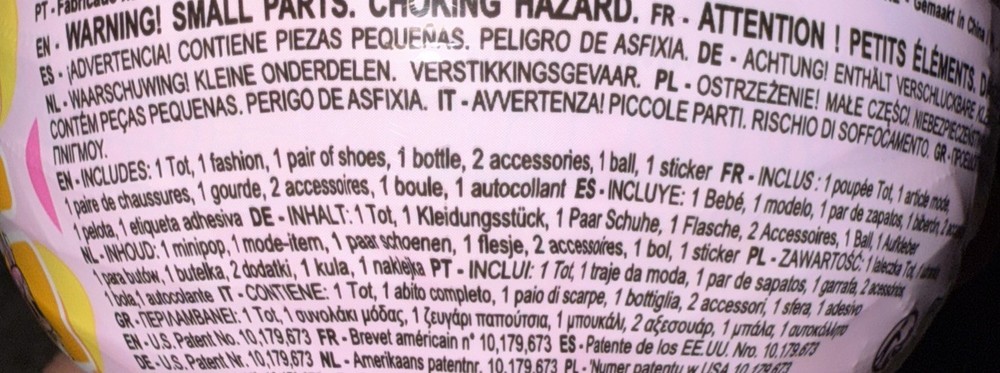 PT - Fabricado Gemaakt in China
EN - WARNING! SMALL PARTS. CHOKING HAZARD. FR - ATTENTION ! PETITS ÉLÉMENTS.
ES - ¡ADVERTENCIA! CONTIENE PIEZAS PEQUEÑAS. PELIGRO DE ASFIXIA. DE - ACHTUNG! ENTHÄLT VERSCHLUCKBARE
NL - WAARSCHUWING! KLEINE ONDERDELEN. VERSTIKKINGSGEVAAR. PL - OSTRZEŻENIE! MAŁE CZĘŚCI.
CONTÉM PEÇAS PEQUENAS. PERIGO DE ASFIXIA. IT - AVVERTENZA! PICCOLE PARTI. RISCHIO DI SOFFOCAMENTO. GR -
ΠΝΙΓΜΟΥ.
EN - INCLUDES: 1 Tot, 1 fashion, 1 pair of shoes, 1 bottle, 2 accessories, 1 ball, 1 sticker FR - INCLUS : 1 poupée Tot, 1 article mode,
1 paire de chaussures, 1 gourde, 2 accessoires, 1 boule, 1 autocollant ES - INCLUYE: 1 Bebé, 1 modelo, 1 par de zapatos, 1 biberón,
1 pelota, 1 etiqueta adhesiva DE - INHALT: 1 Tot, 1 Kleidungsstück, 1 Paar Schuhe, 1 Flasche, 2 Accessoires, 1 Ball, 1 Aufkleber
NL - INHOUD: 1 minipop, 1 mode-item, 1 paar schoenen, 1 flesje, 2 accessoires, 1 bol, 1 sticker PL - ZAWARTOŚĆ: 1 laleczka Tot,
1 para butów, 1 butelka, 2 dodatki, 1 kula, 1 naklejka PT - INCLUI: 1 Tot, 1 traje da moda, 1 par de sapatos, 1 garrafa, 2 acessórios,
1 bola, 1 autocolante IT - CONTIENE: 1 Tot, 1 abito completo, 1 paio di scarpe, 1 bottiglia, 2 accessori, 1 sfera, 1 adesivo
GR - ΠΕΡΙΛΑΜΒΑΝΕΙ: 1 Tot, 1 συνολάκι μόδας, 1 ζευγάρι παπούτσια, 1 μπουκάλι, 2 αξεσουάρ, 1 μπάλα, 1 αυτοκόλλητο
EN - U.S. Patent No. 10,179,673 FR - Brevet américain n° 10,179,673 ES - Patente de los EE.UU. Nro. 10,179,673
DE - U.S. Patent Nr. 10,179,673 NL - Amerikaans patentnr. 10,179,673 PL - Numer patentu w USA 10,179,673